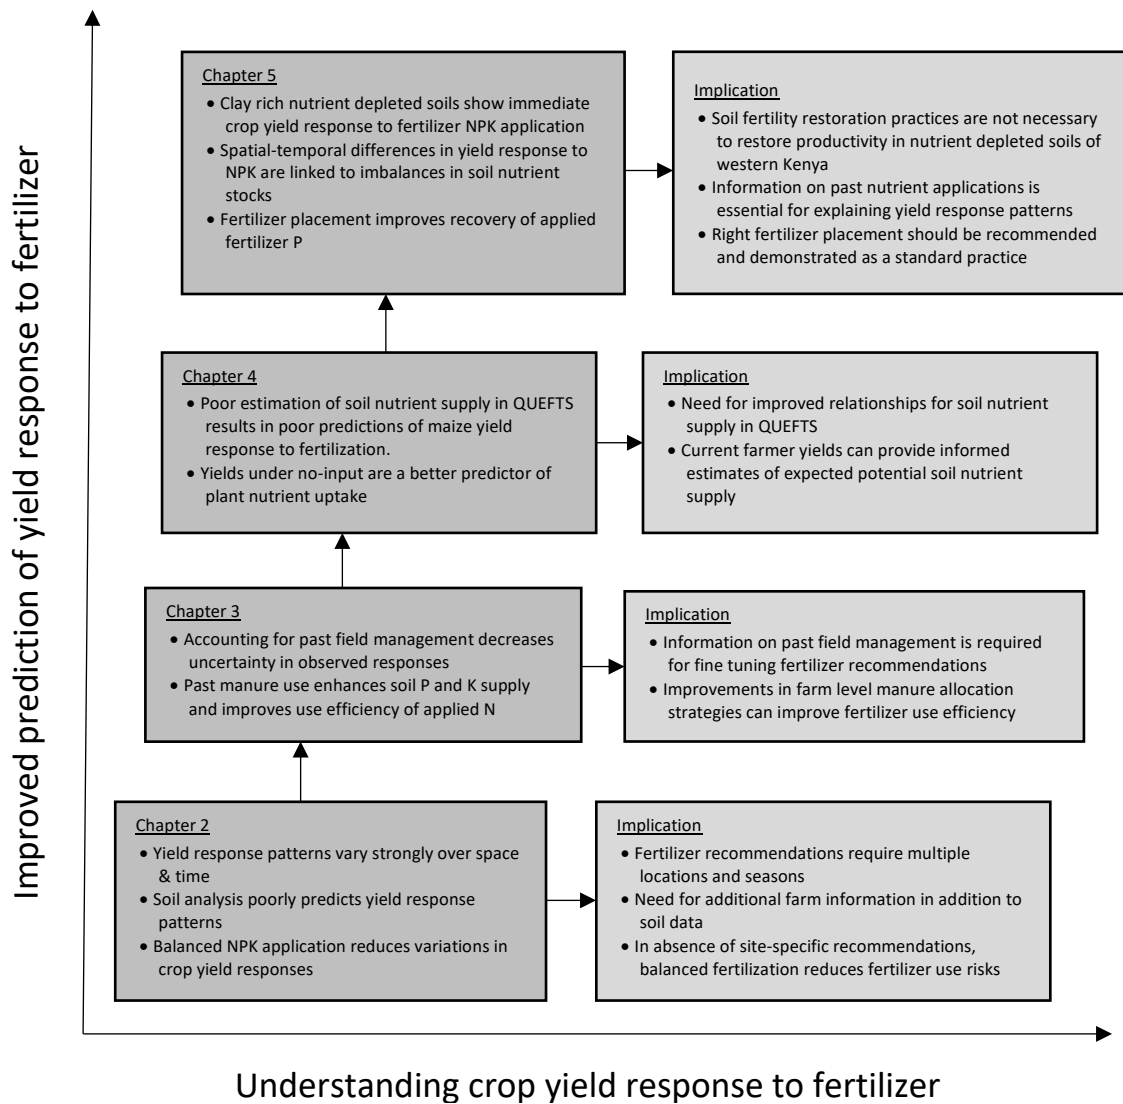 Improved prediction of yield response to fertilizer
Chapter 5
• Clay rich nutrient depleted soils show immediate
crop yield response to fertilizer NPK application
• Spatial-temporal differences in yield response to
NPK are linked to imbalances in soil nutrient
stocks
• Fertilizer placement improves recovery of applied
fertilizer P
Implication
• Soil fertility restoration practices are not necessary
to restore productivity in nutrient depleted soils of
western Kenya
• Information on past nutrient applications is
essential for explaining yield response patterns
• Right fertilizer placement should be recommended
and demonstrated as a standard practice
Chapter 4
• Poor estimation of soil nutrient supply in QUEFTS
results in poor predictions of maize yield
response to fertilization.
• Yields under no-input are a better predictor of
plant nutrient uptake
Implication
• Need for improved relationships for soil nutrient
supply in QUEFTS
• Current farmer yields can provide informed
estimates of expected potential soil nutrient
supply
Chapter 3
• Accounting for past field management decreases
uncertainty in observed responses
• Past manure use enhances soil P and K supply
and improves use efficiency of applied N
Implication
• Information on past field management is required
for fine tuning fertilizer recommendations
• Improvements in farm level manure allocation
strategies can improve fertilizer use efficiency
Chapter 2
• Yield response patterns vary strongly over space
& time
• Soil analysis poorly predicts yield response
patterns
• Balanced NPK application reduces variations in
crop yield responses
Implication
• Fertilizer recommendations require multiple
locations and seasons
• Need for additional farm information in addition to
soil data
• In absence of site-specific recommendations,
balanced fertilization reduces fertilizer use risks
Understanding crop yield response to fertilizer